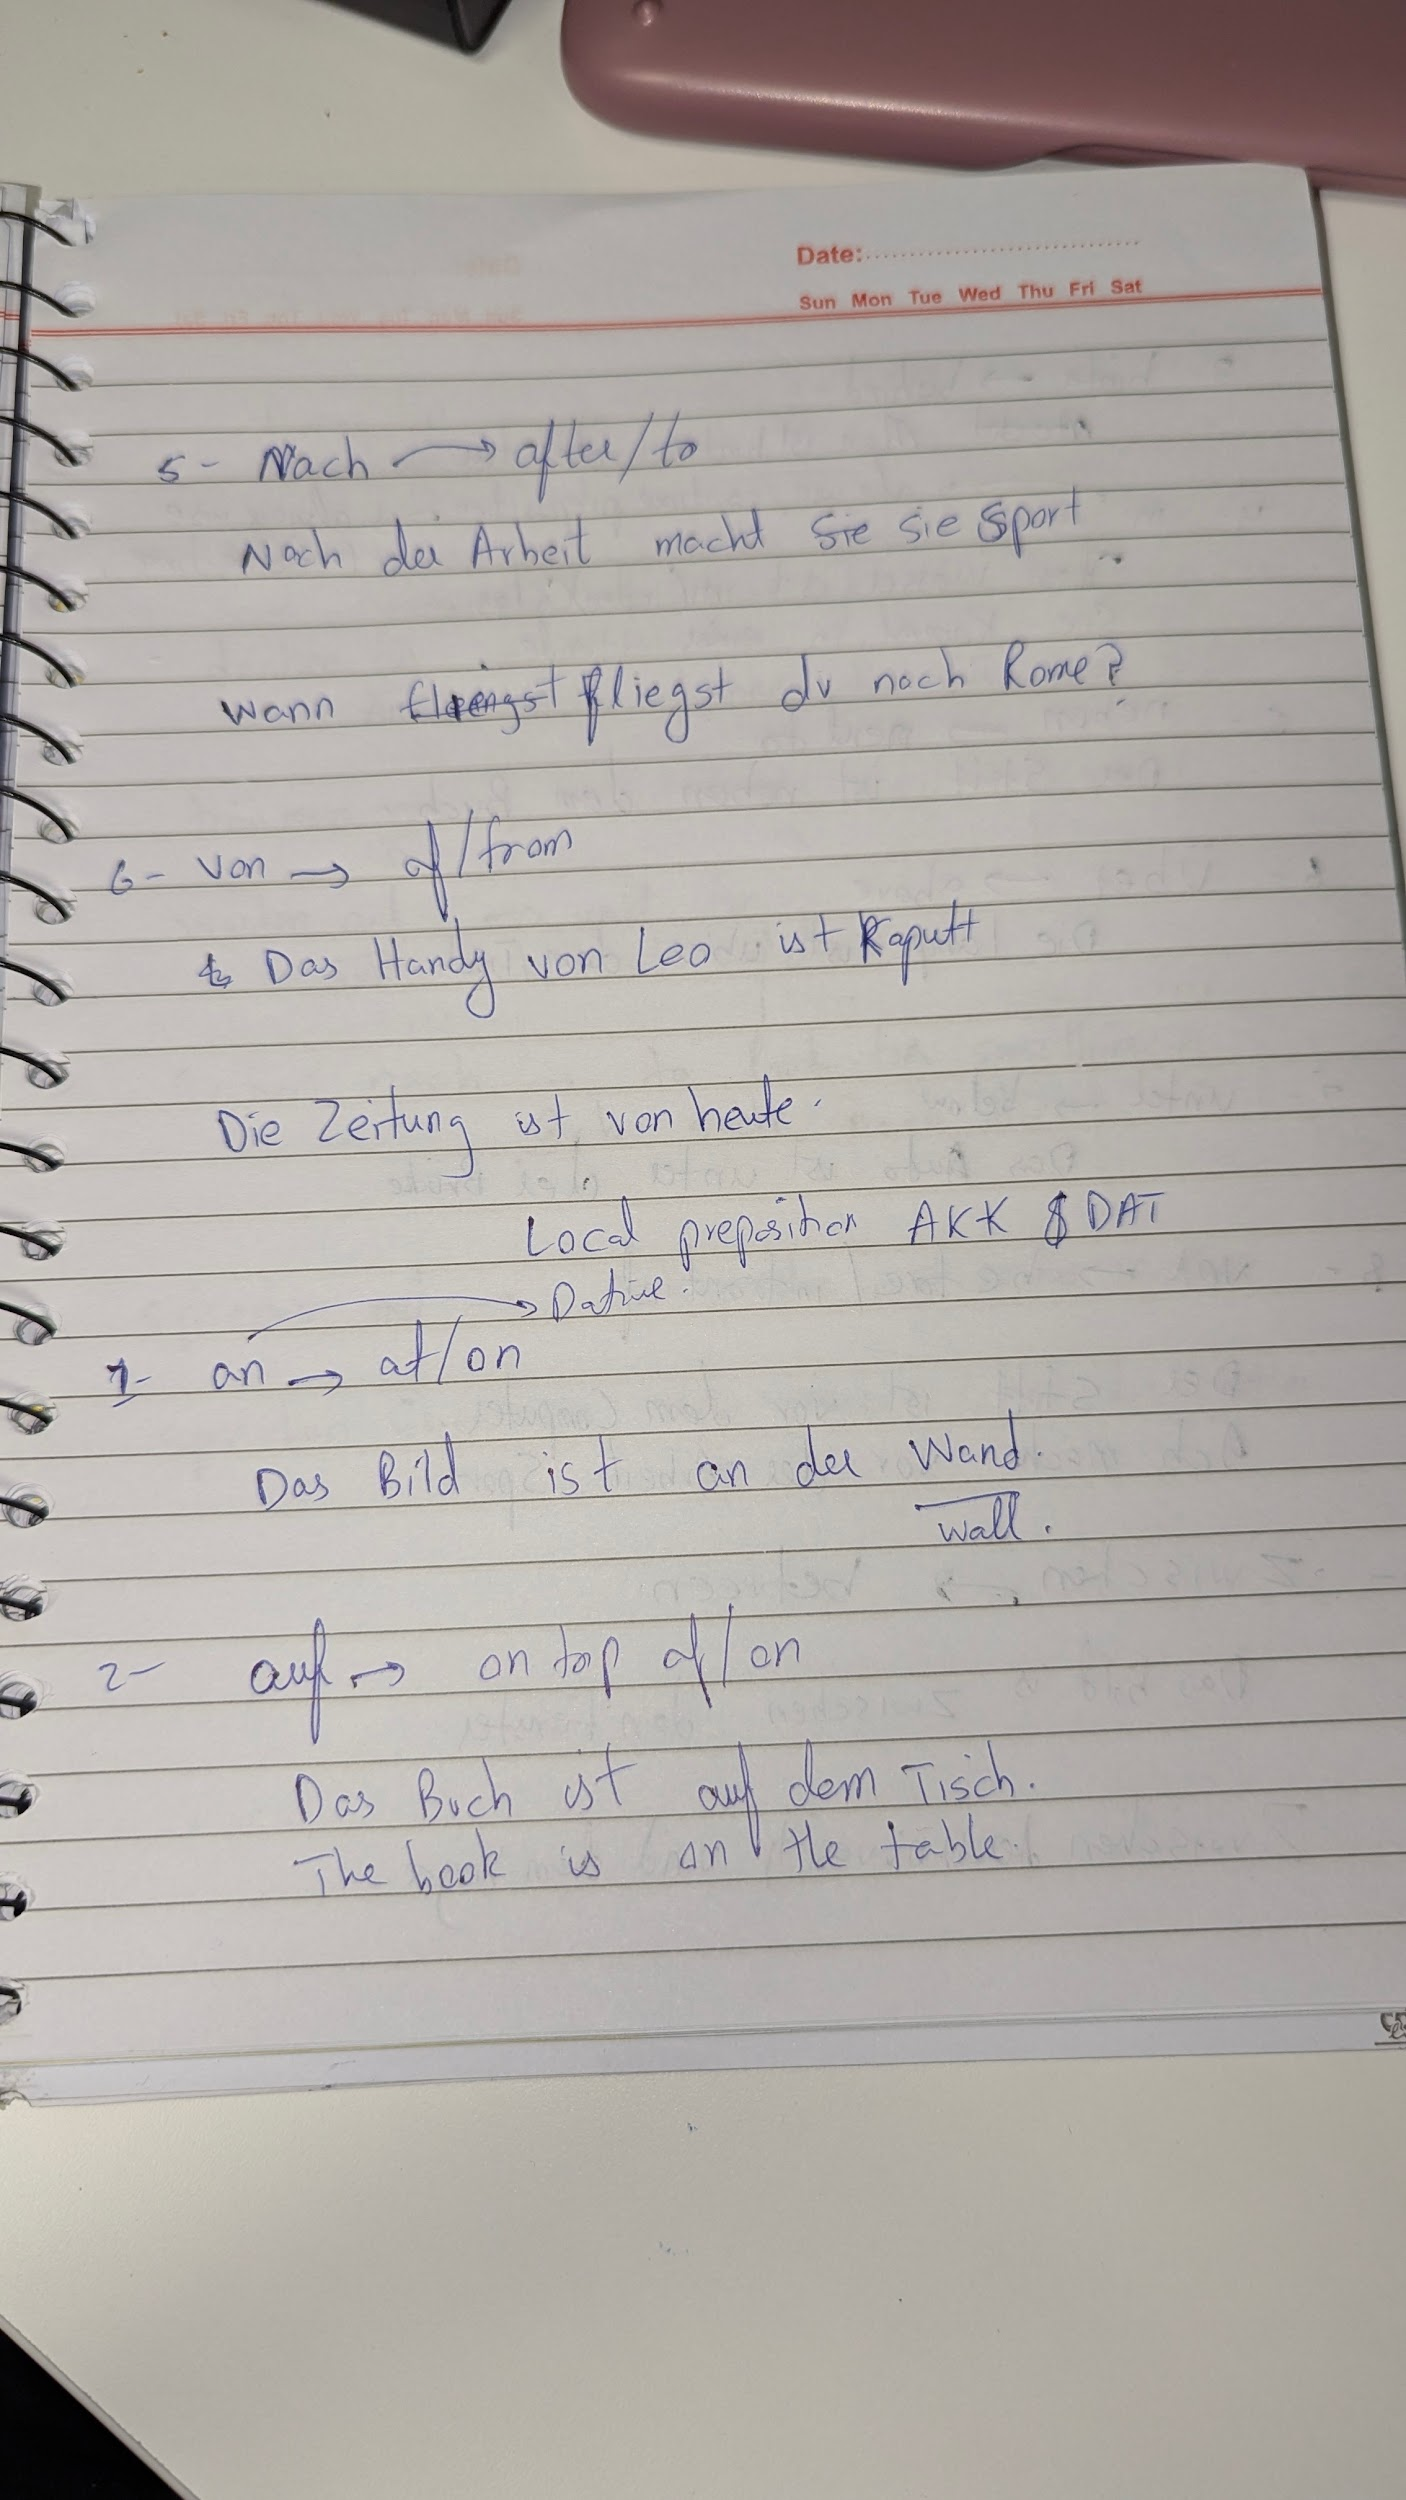 Date:
Sun Mon Tue Wed Thu Fri Sat
5- Nach → after/to
Nach der Arbeit macht Sie sie Sport
Wann fliegst du nach Rome?
6- Von → of/from
Das Handy von Leo ist Kaputt
Die Zeitung ist von heute.
Local preposition AKK & DAT
→ Dative.
1- an → at/on
Das Bild ist an der Wand.
Wall.
2- auf → on top of/on
Das Buch ist auf dem Tisch.
The book is on the table.